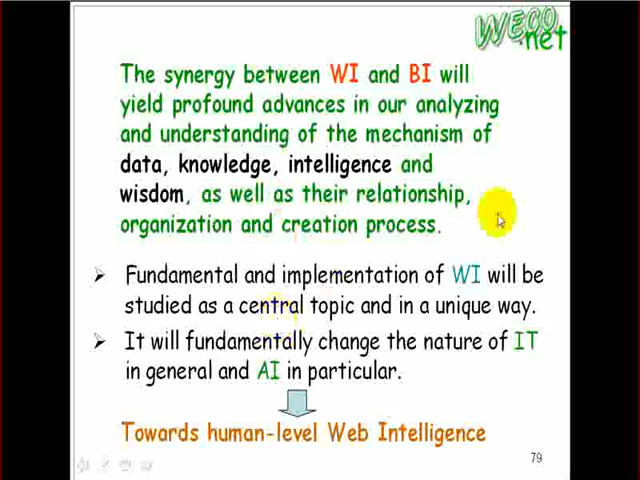 WECO
.net
The synergy between WI and BI will
yield profound advances in our analyzing
and understanding of the mechanism of
data, knowledge, intelligence and
wisdom, as well as their relationship,
organization and creation process.
Fundamental and implementation of WI will be
studied as a central topic and in a unique way.
It will fundamentally change the nature of IT
in general and AI in particular.
Towards human-level Web Intelligence
79